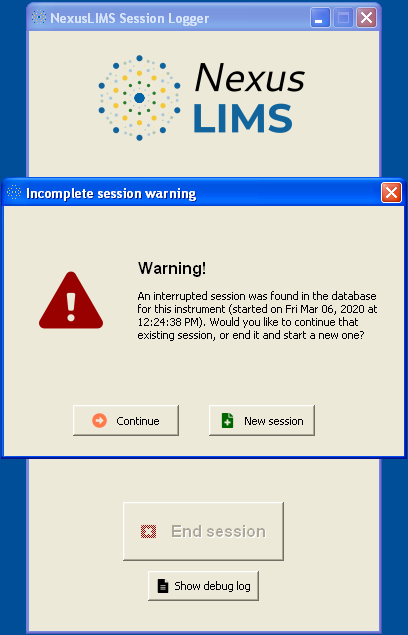 NexusLIMS Session Logger
Nexus
LIMS
Incomplete session warning
Warning!
An interrupted session was found in the database
for this instrument (started on Fri Mar 06, 2020 at
12:24:38 PM). Would you like to continue that
existing session, or end it and start a new one?
Continue
New session
End session
Show debug log